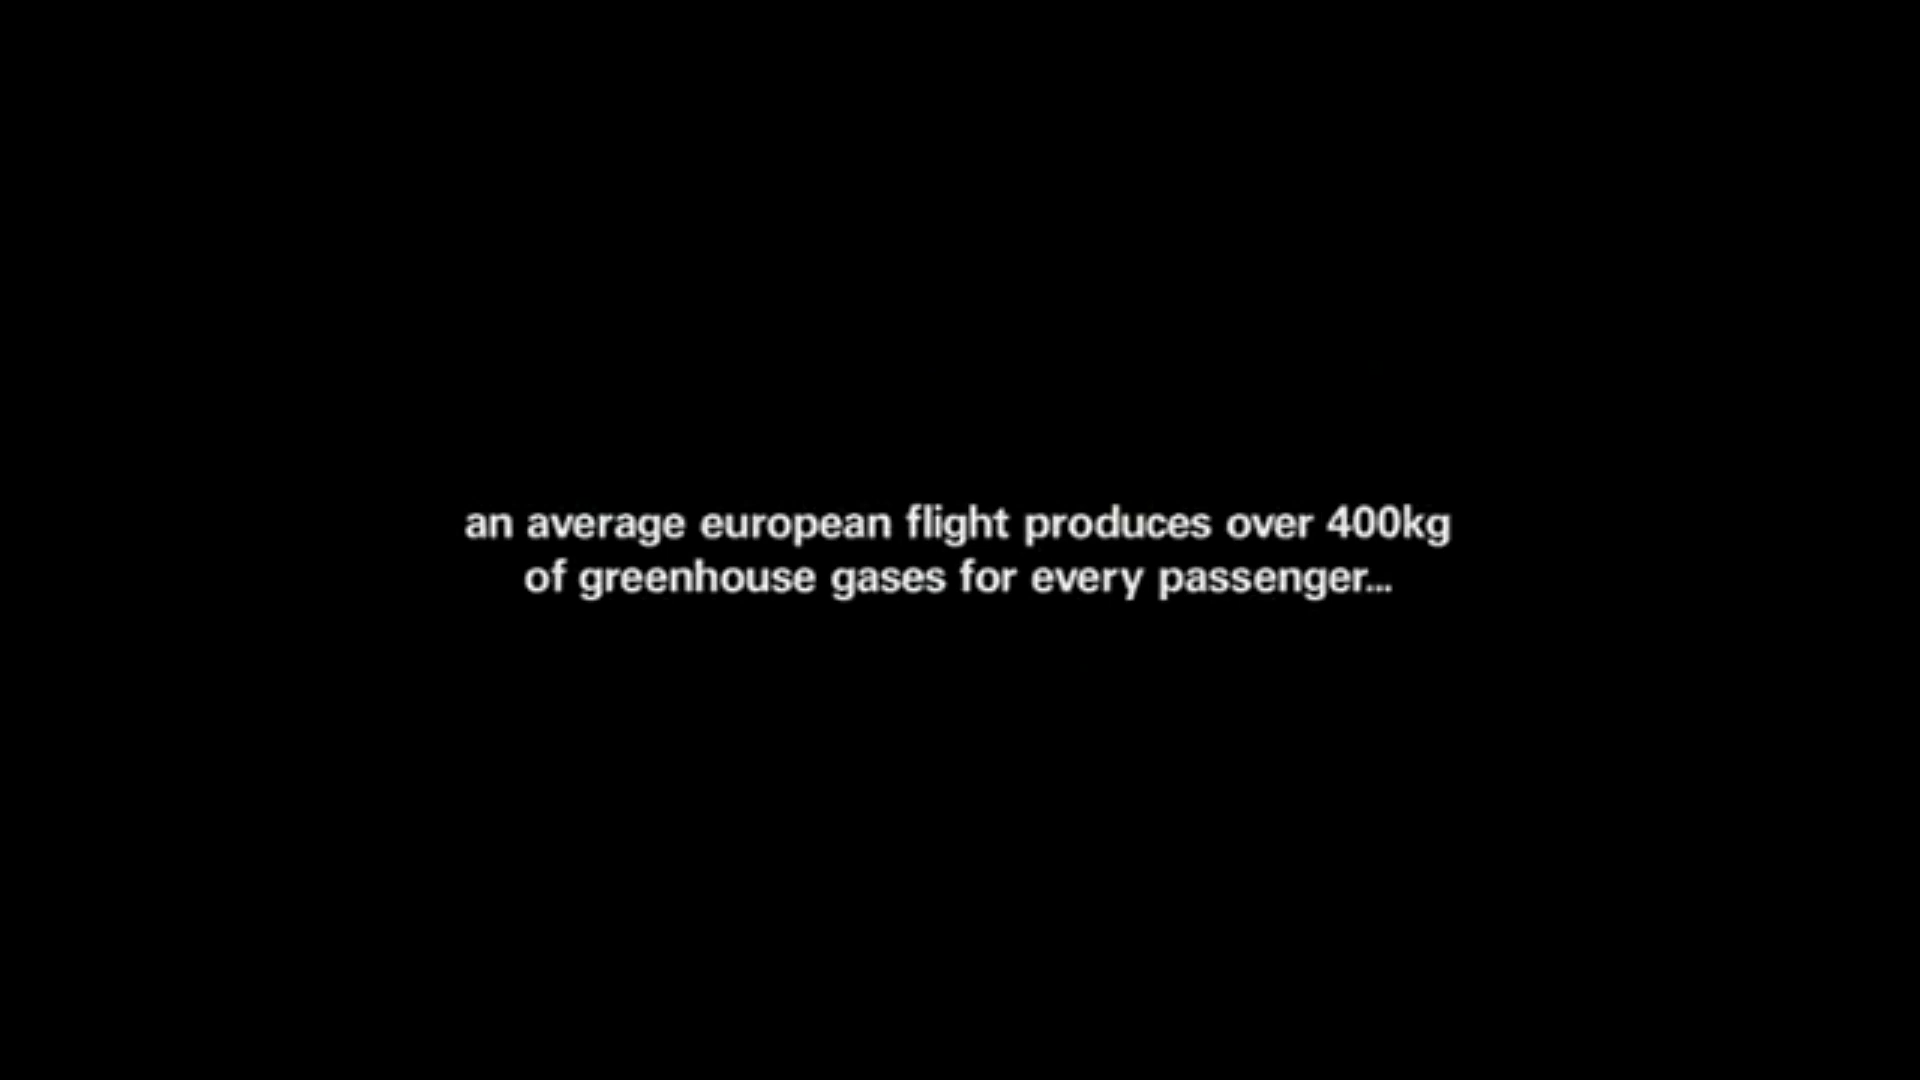 an average european flight produces over 400kg
of greenhouse gases for every passenger...